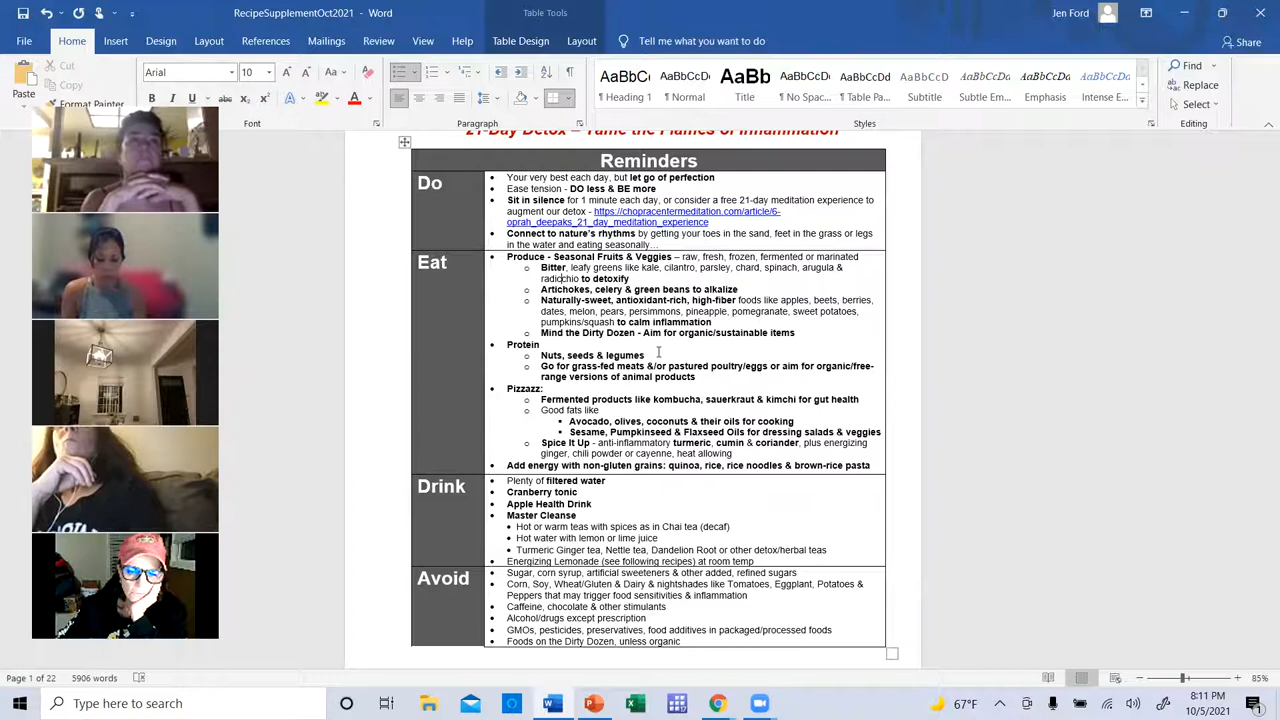 Jen Ford
File Home Insert Draw Design Layout References Mailings Review View Help Table Design Layout Tell me what you want to do Share
Cut
Format Painter
Paste
Arial 10
Font
Paragraph
AaBbC( AaBbCcD( AaBb AaBbCcD( AaBbCcDd AaBbCcD AaBbCcD AaBbCcD AaBbCcD(
¶ Heading 1 ¶ Normal Title ¶ No Spac... ¶ Table Pa... Subtitle Subtle Em... Emphasis Intense E...
Styles
Find
Replace
Select
Editing
21-Day Detox – Tame the Flames of Inflammation
Reminders
Do
• Your very best each day, but let go of perfection
• Ease tension - DO less & BE more
• Sit in silence for 1 minute each day, or consider a free 21-day meditation experience to
augment our detox - https://chopracentermeditation.com/article/6-
oprah_deepaks_21_day_meditation_experience
• Connect to nature's rhythms by getting your toes in the sand, feet in the grass or legs
in the water and eating seasonally…
Eat
• Produce - Seasonal Fruits & Veggies – raw, fresh, frozen, fermented or marinated
o Bitter, leafy greens like kale, cilantro, parsley, chard, spinach, arugula &
radicchio to detoxify
o Artichokes, celery & green beans to alkalize
o Naturally-sweet, antioxidant-rich, high-fiber foods like apples, beets, berries,
dates, melon, pears, persimmons, pineapple, pomegranate, sweet potatoes,
pumpkins/squash to calm inflammation
o Mind the Dirty Dozen - Aim for organic/sustainable items
• Protein
o Nuts, seeds & legumes
o Go for grass-fed meats &/or pastured poultry/eggs or aim for organic/free-
range versions of animal products
• Pizzazz:
o Fermented products like kombucha, sauerkraut & kimchi for gut health
o Good fats like
▪ Avocado, olives, coconuts & their oils for cooking
▪ Sesame, Pumpkinseed & Flaxseed Oils for dressing salads & veggies
o Spice It Up - anti-inflammatory turmeric, cumin & coriander, plus energizing
ginger, chili powder or cayenne, heat allowing
• Add energy with non-gluten grains: quinoa, rice, rice noodles & brown-rice pasta
Drink
• Plenty of filtered water
• Cranberry tonic
• Apple Health Drink
• Master Cleanse
• Hot or warm teas with spices as in Chai tea (decaf)
• Hot water with lemon or lime juice
• Turmeric Ginger tea, Nettle tea, Dandelion Root or other detox/herbal teas
• Energizing Lemonade (see following recipes) at room temp
Avoid
• Sugar, corn syrup, artificial sweeteners & other added, refined sugars
• Corn, Soy, Wheat/Gluten & Dairy & nightshades like Tomatoes, Eggplant, Potatoes &
Peppers that may trigger food sensitivities & inflammation
• Caffeine, chocolate & other stimulants
• Alcohol/drugs except prescription
• GMOs, pesticides, preservatives, food additives in packaged/processed foods
• Foods on the Dirty Dozen, unless organic
Page 1 of 22 5906 words 85%
Type here to search
67°F
8:11 PM
10/5/2021